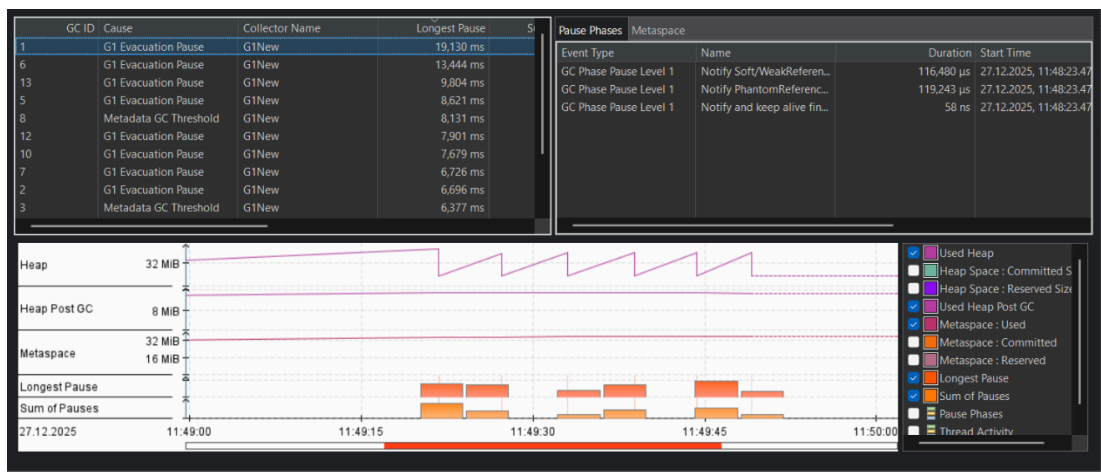 GC ID Cause Collector Name Longest Pause
1 G1 Evacuation Pause G1New 19,130 ms
6 G1 Evacuation Pause G1New 13,444 ms
13 G1 Evacuation Pause G1New 9,804 ms
5 G1 Evacuation Pause G1New 8,621 ms
8 Metadata GC Threshold G1New 8,131 ms
12 G1 Evacuation Pause G1New 7,901 ms
10 G1 Evacuation Pause G1New 7,679 ms
7 G1 Evacuation Pause G1New 6,726 ms
2 G1 Evacuation Pause G1New 6,696 ms
3 Metadata GC Threshold G1New 6,377 ms
Pause Phases Metaspace
Event Type Name Duration Start Time
GC Phase Pause Level 1 Notify Soft/WeakReferen... 116,480 μs 27.12.2025, 11:48:23.47
GC Phase Pause Level 1 Notify PhantomReferenc... 119,243 μs 27.12.2025, 11:48:23.47
GC Phase Pause Level 1 Notify and keep alive fin... 58 ns 27.12.2025, 11:48:23.47
Heap 32 MiB
Heap Post GC 8 MiB
32 MiB
Metaspace 16 MiB
Longest Pause
Sum of Pauses
27.12.2025 11:49:00 11:49:15 11:49:30 11:49:45 11:50:00
Used Heap
Heap Space : Committed S
Heap Space : Reserved Size
Used Heap Post GC
Metaspace : Used
Metaspace : Committed
Metaspace : Reserved
Longest Pause
Sum of Pauses
Pause Phases
Thread Activity